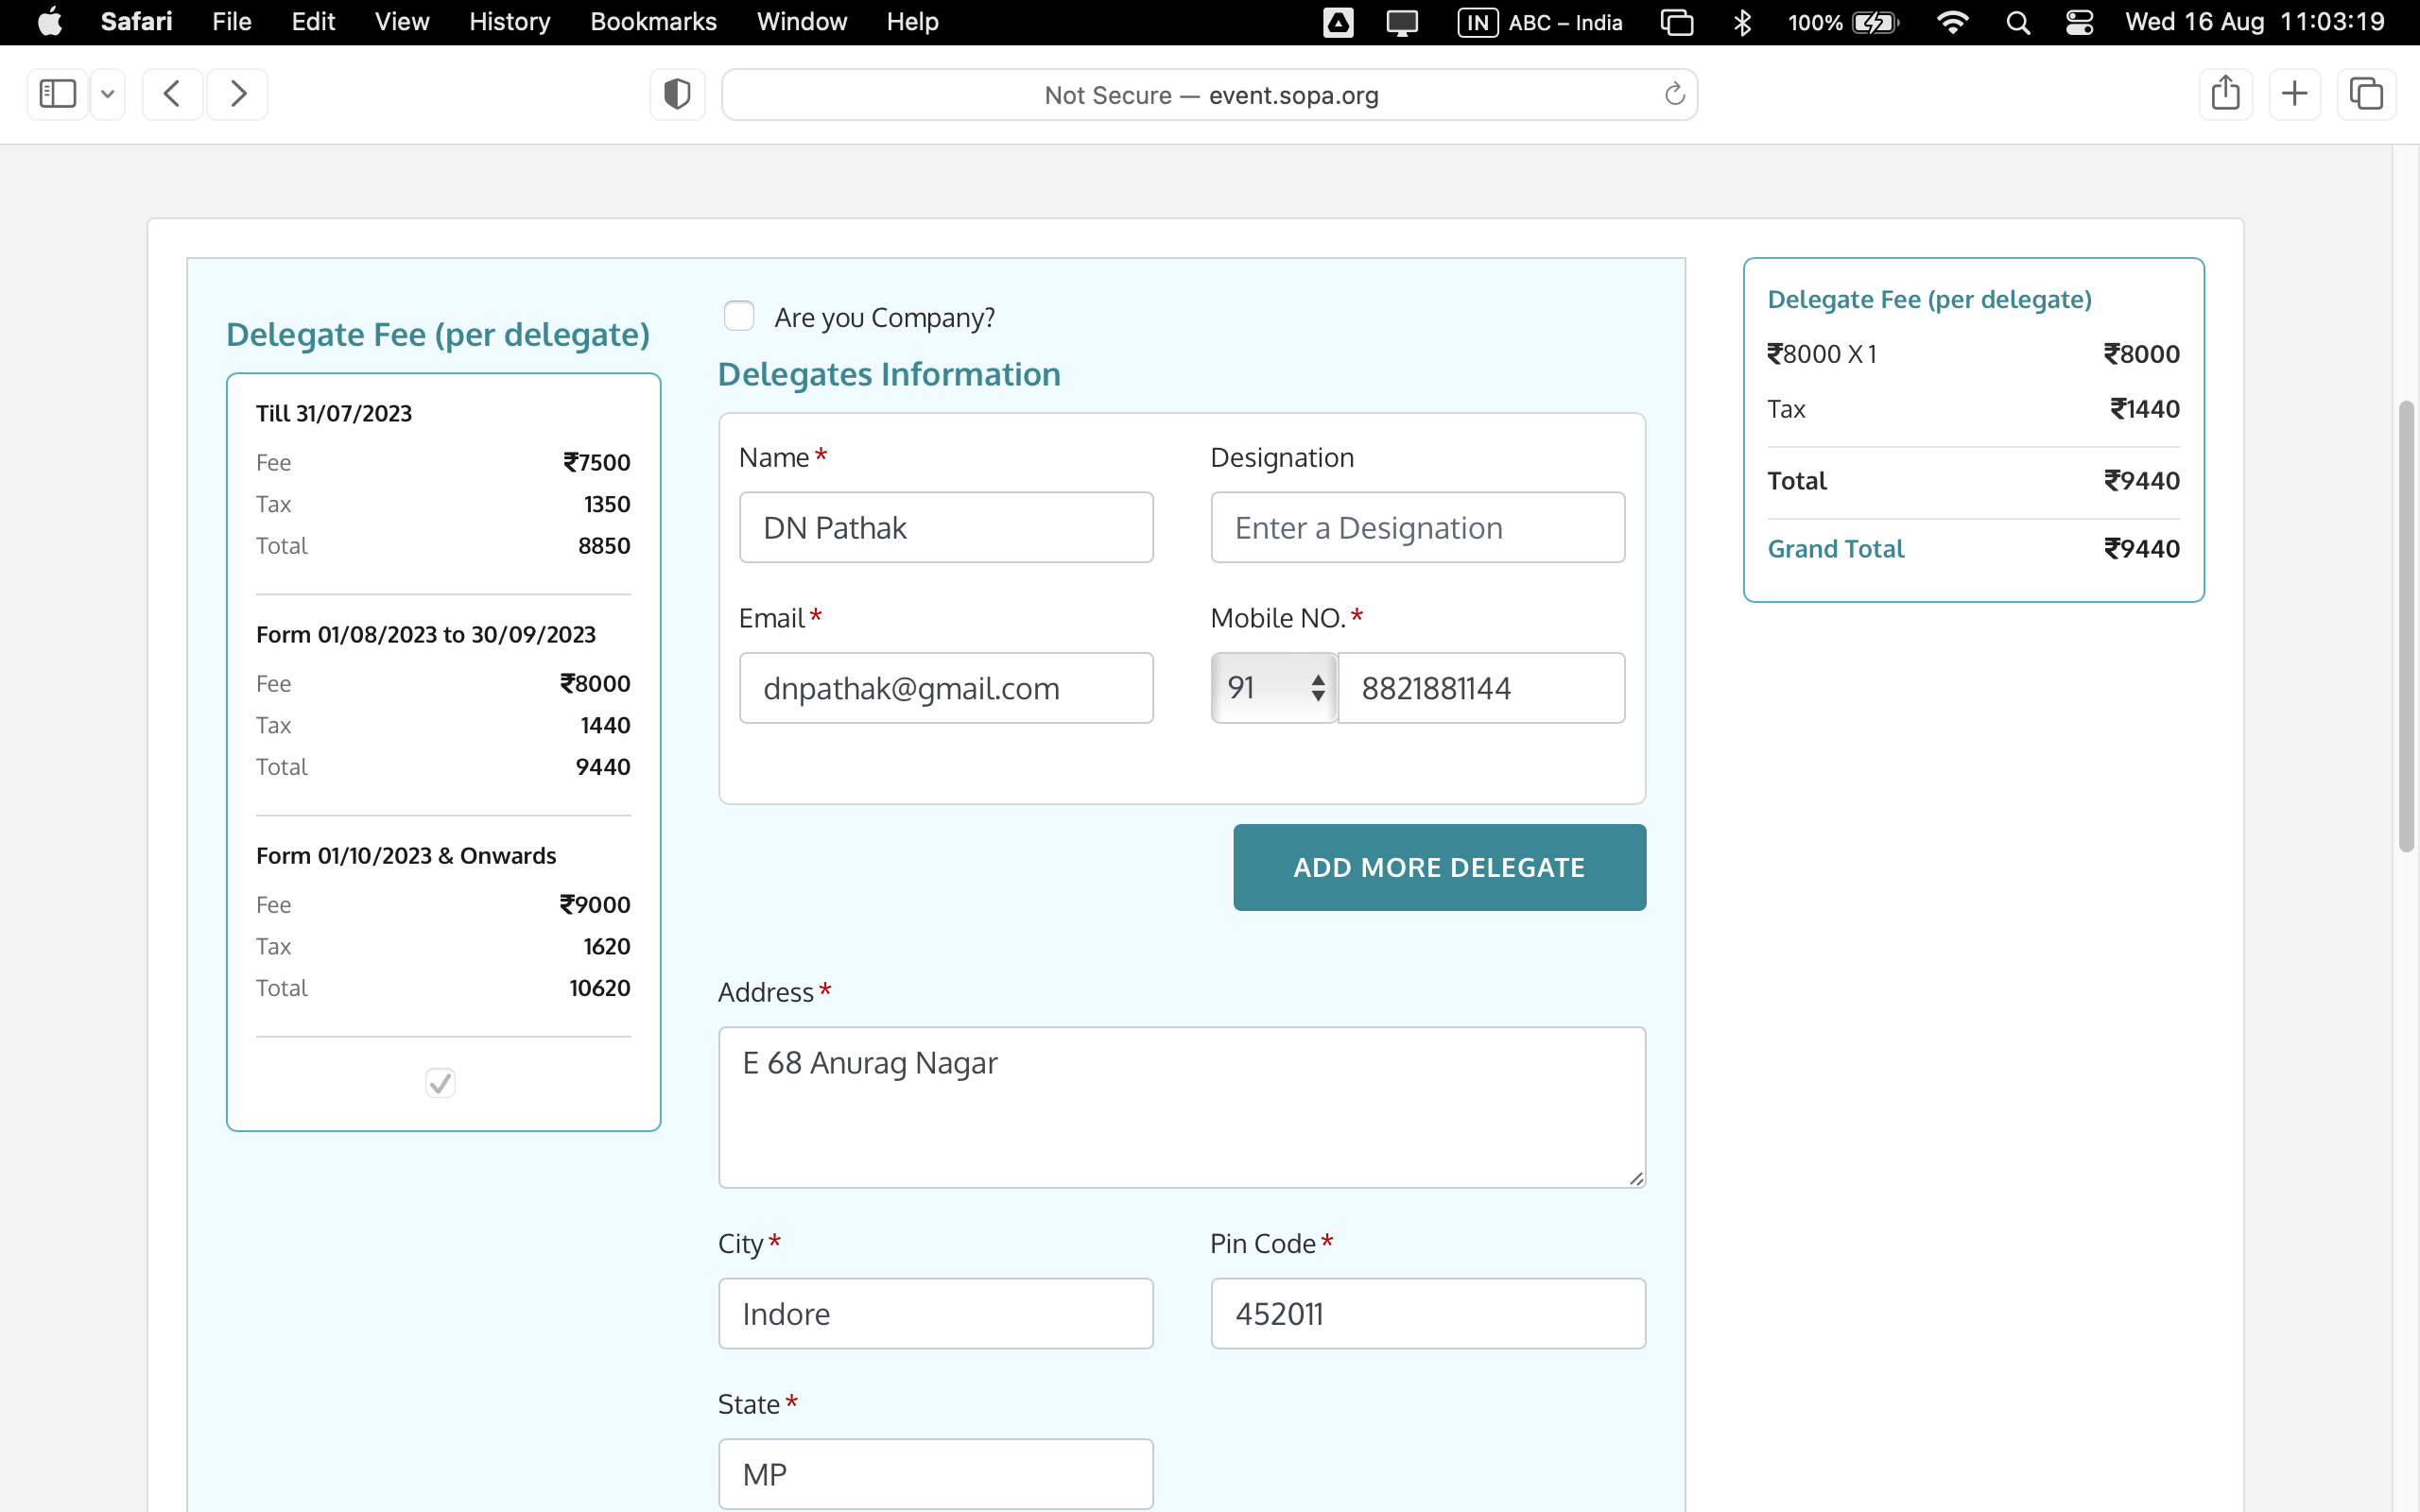 Safari File Edit View History Bookmarks Window Help IN ABC – India 100% Wed 16 Aug 11:03:19
Not Secure — event.sopa.org
Delegate Fee (per delegate)
Till 31/07/2023
Fee ₹7500
Tax 1350
Total 8850
Form 01/08/2023 to 30/09/2023
Fee ₹8000
Tax 1440
Total 9440
Form 01/10/2023 & Onwards
Fee ₹9000
Tax 1620
Total 10620
Are you Company?
Delegates Information
Name*
DN Pathak
Designation
Enter a Designation
Email*
dnpathak@gmail.com
Mobile NO.*
91 8821881144
ADD MORE DELEGATE
Address*
E 68 Anurag Nagar
City*
Indore
Pin Code*
452011
State*
MP
Delegate Fee (per delegate)
₹8000 X 1 ₹8000
Tax ₹1440
Total ₹9440
Grand Total ₹9440